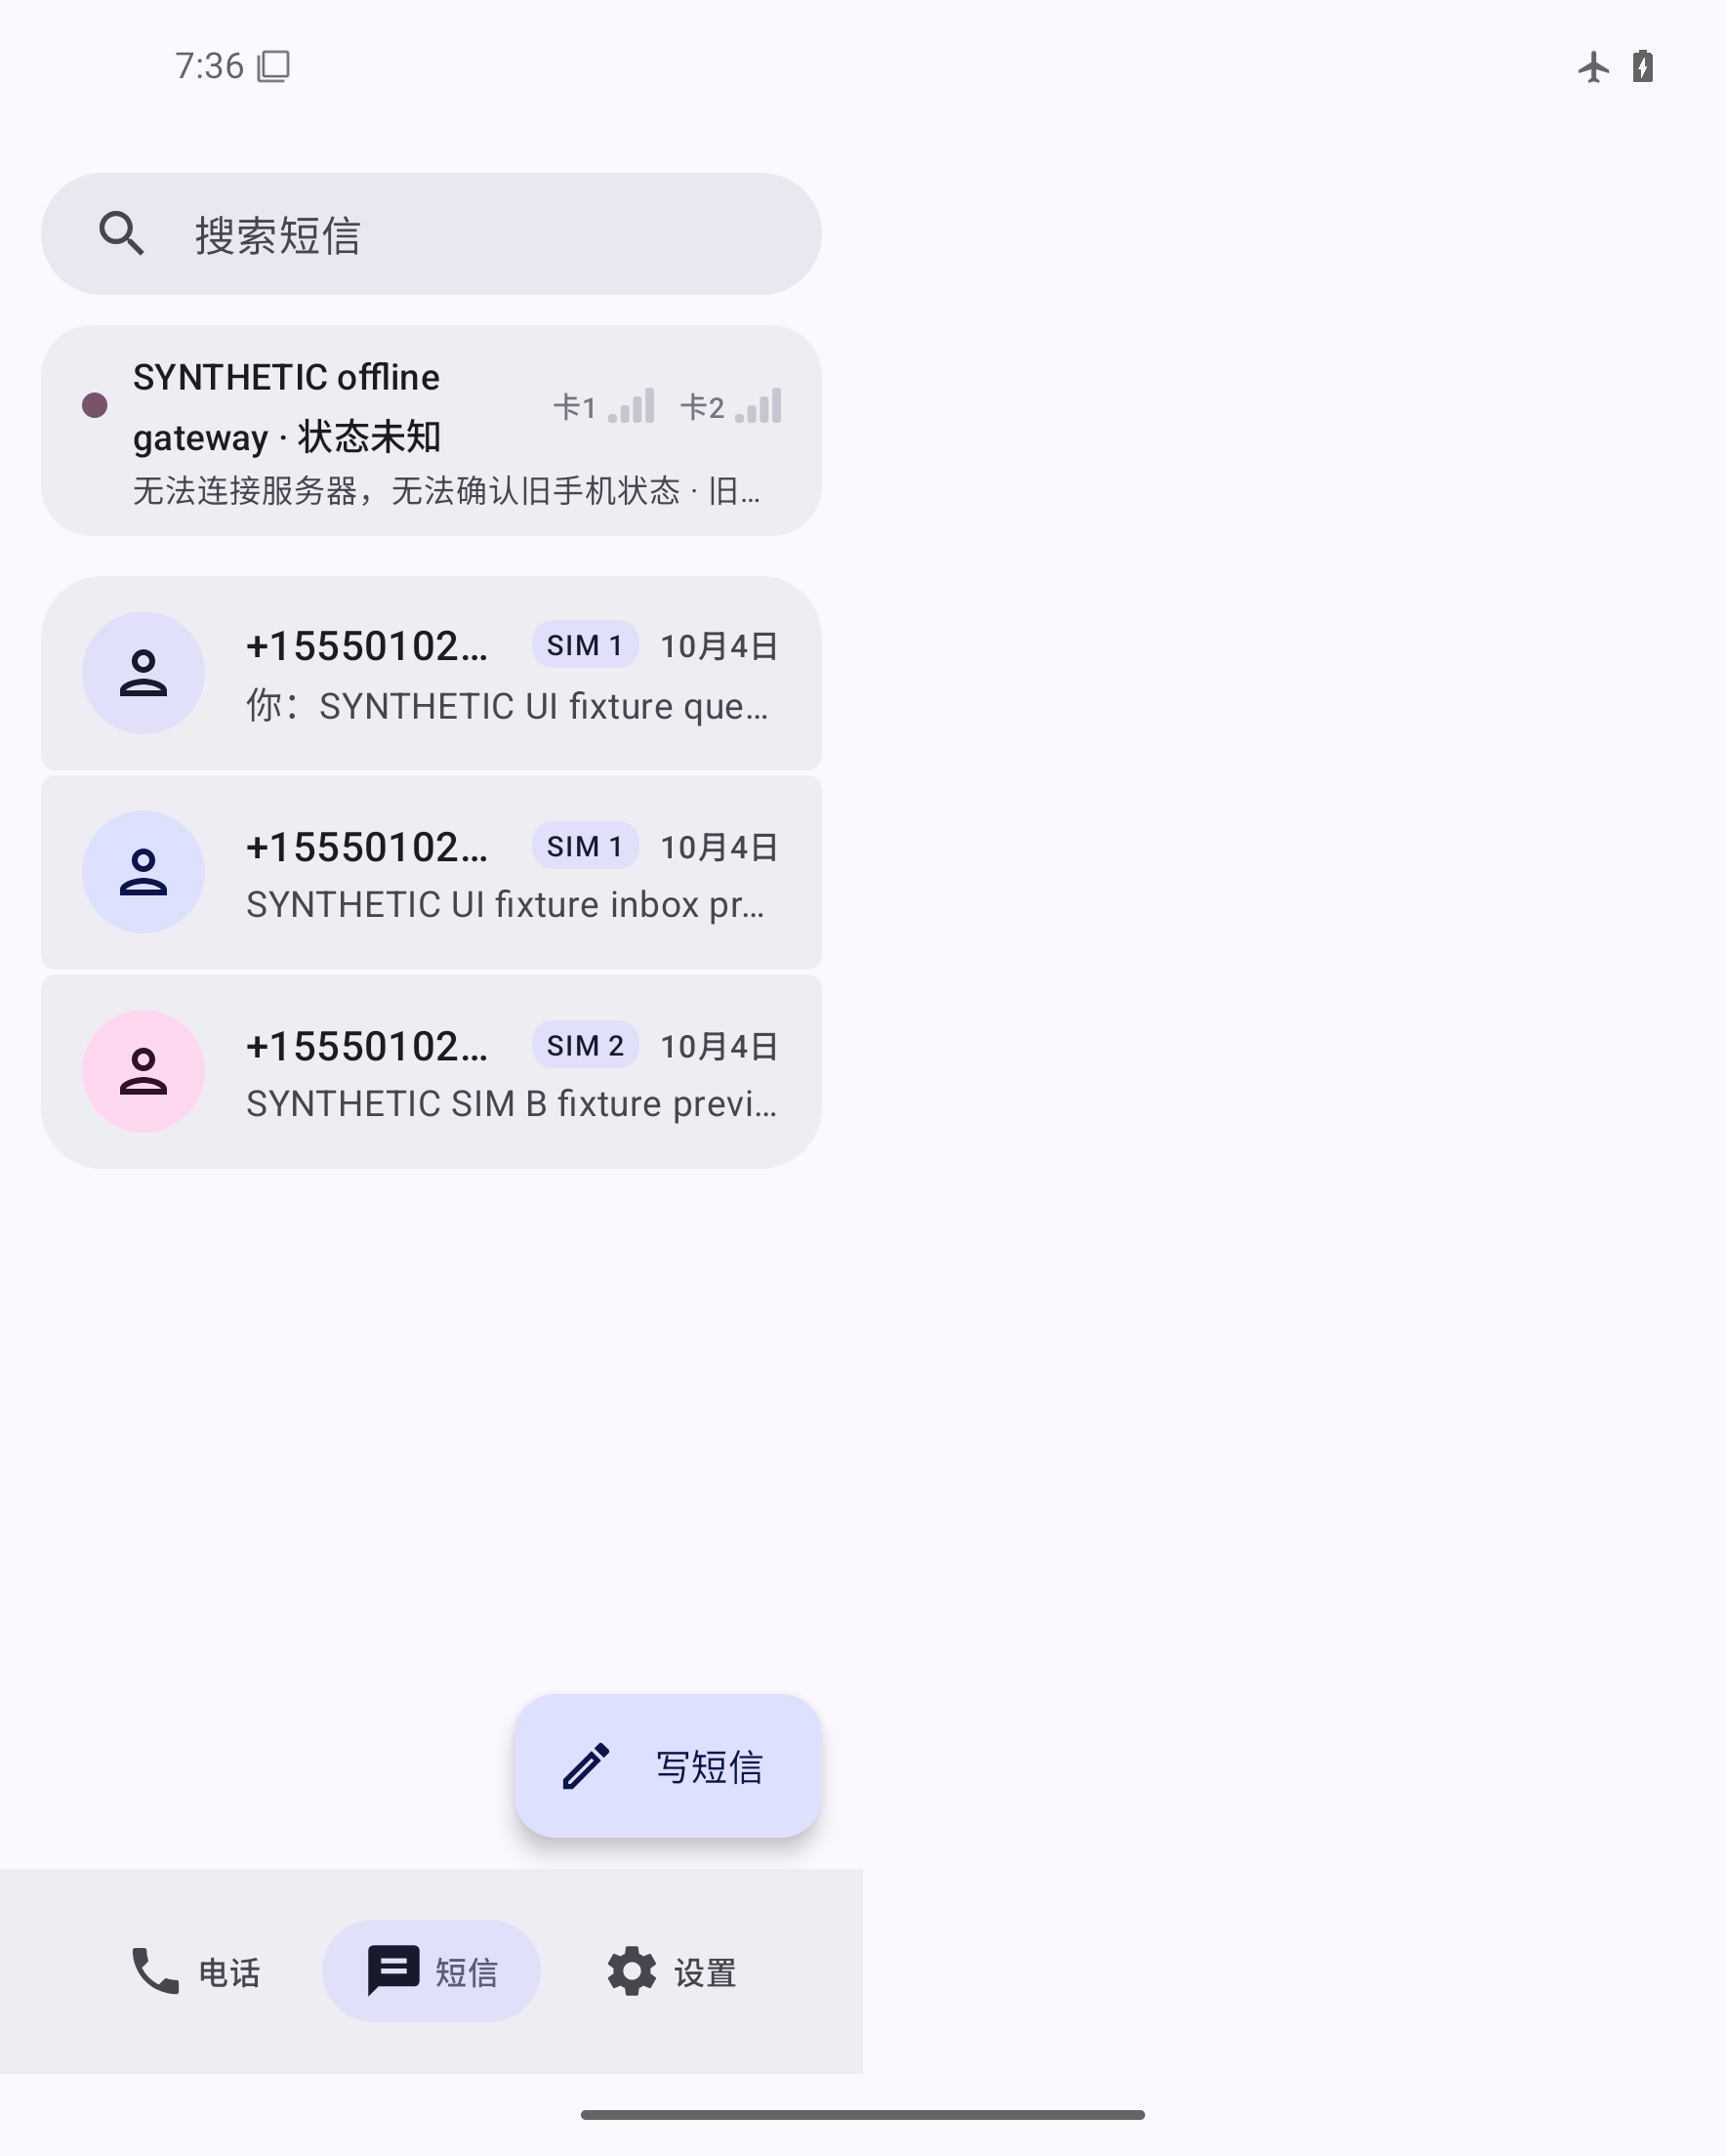 7:36
搜索短信
SYNTHETIC offline
gateway · 状态未知
卡1 卡2
无法连接服务器，无法确认旧手机状态 · 旧…
+15550102… SIM 1 10月4日
你：SYNTHETIC UI fixture que…
+15550102… SIM 1 10月4日
SYNTHETIC UI fixture inbox pr…
+15550102… SIM 2 10月4日
SYNTHETIC SIM B fixture previ…
写短信
电话 短信 设置